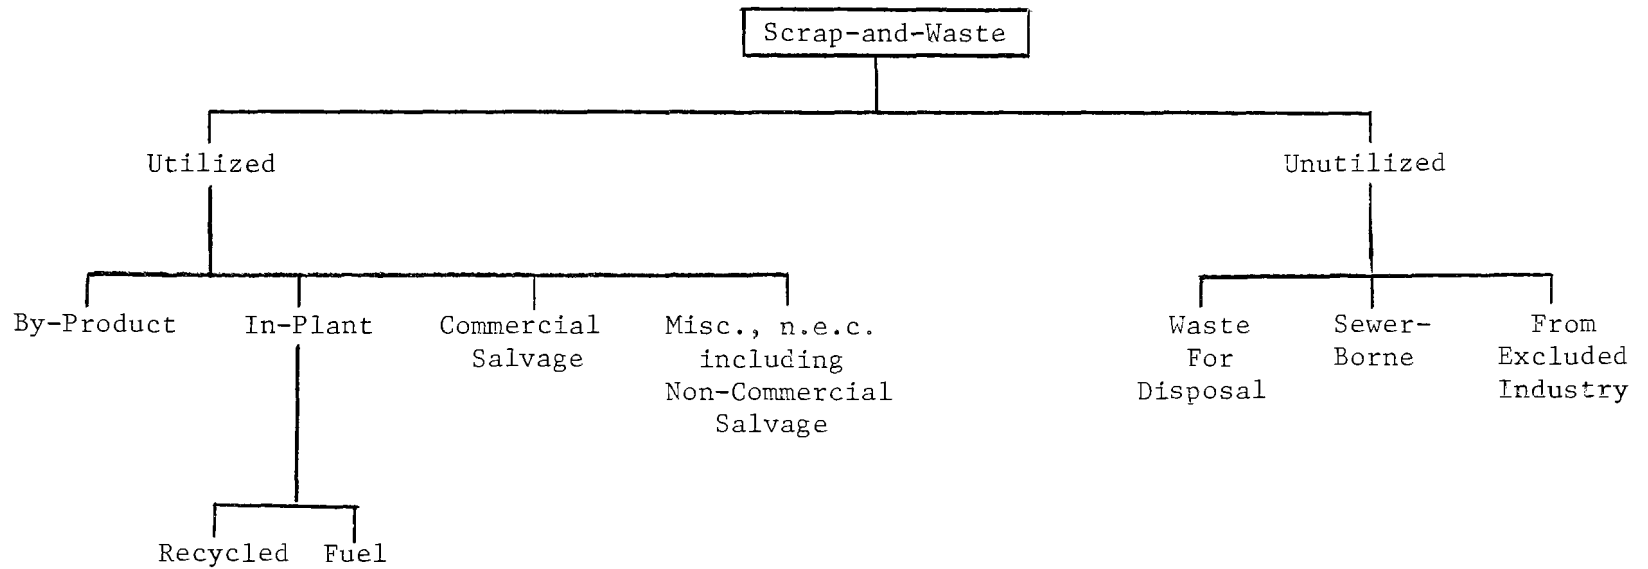 Scrap-and-Waste
Utilized
Unutilized
By-Product
In-Plant
Commercial
Salvage
Misc., n.e.c.
including
Non-Commercial
Salvage
Waste
For
Disposal
Sewer-
Borne
From
Excluded
Industry
Recycled
Fuel